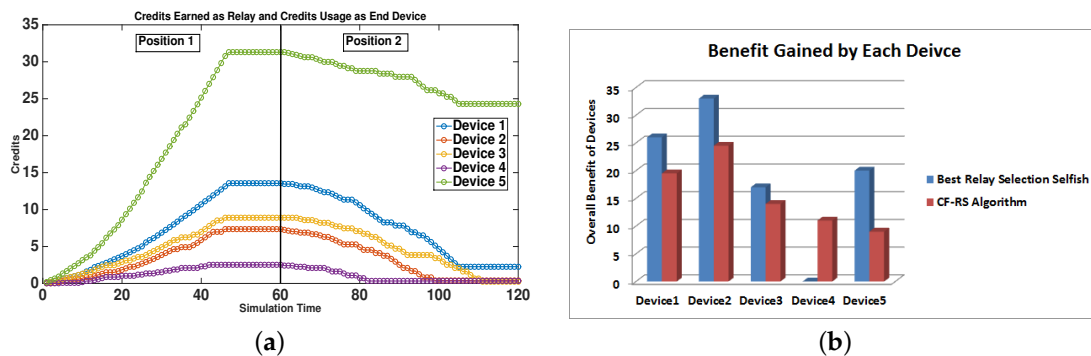 Credits Earned as Relay and Credits Usage as End Device
Position 1
Position 2
35
30
25
20
15
10
5
0
Credits
Device 1
Device 2
Device 3
Device 4
Device 5
0 20 40 60 80 100 120
Simulation Time
(a)
Benefit Gained by Each Deivce
Overall Benefit of Devices
35
30
25
20
15
10
5
0
Device1 Device2 Device3 Device4 Device5
Best Relay Selection Selfish
CF-RS Algorithm
(b)